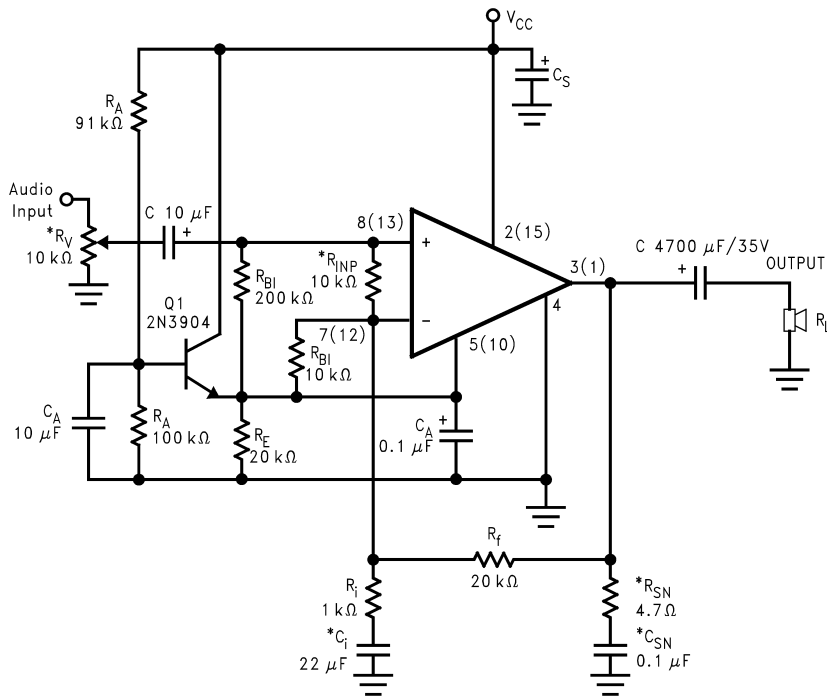 V_CC
+
C_S
R_A
91 kΩ
Audio
Input
*R_V
10 kΩ
C 10 μF
+
8(13)
+
2(15)
C 4700 μF/35V
+
OUTPUT
3(1)
R_BI
200 kΩ
*R_INP
10 kΩ
Q1
2N3904
7(12)
−
4
5(10)
R_L
R_BI
10 kΩ
C_A
10 μF
R_A
100 kΩ
R_E
20 kΩ
C_A
+
0.1 μF
R_f
20 kΩ
R_i
1 kΩ
*R_SN
4.7Ω
*C_i
22 μF
*C_SN
0.1 μF